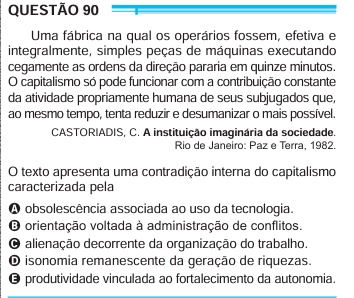 QUESTÃO 90
Uma fábrica na qual os operários fossem, efetiva e
integralmente, simples peças de máquinas executando
cegamente as ordens da direção pararia em quinze minutos.
O capitalismo só pode funcionar com a contribuição constante
da atividade propriamente humana de seus subjugados que,
ao mesmo tempo, tenta reduzir e desumanizar o mais possível.
CASTORIADIS, C. A instituição imaginária da sociedade.
Rio de Janeiro: Paz e Terra, 1982.
O texto apresenta uma contradição interna do capitalismo
caracterizada pela
A obsolescência associada ao uso da tecnologia.
B orientação voltada à administração de conflitos.
C alienação decorrente da organização do trabalho.
D isonomia remanescente da geração de riquezas.
E produtividade vinculada ao fortalecimento da autonomia.